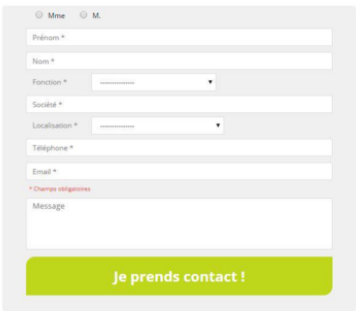 Mme M.
Prénom *
Nom *
Fonction * --------------
Société *
Localisation * --------------
Téléphone *
Email *
* Champs obligatoires
Message
Je prends contact !